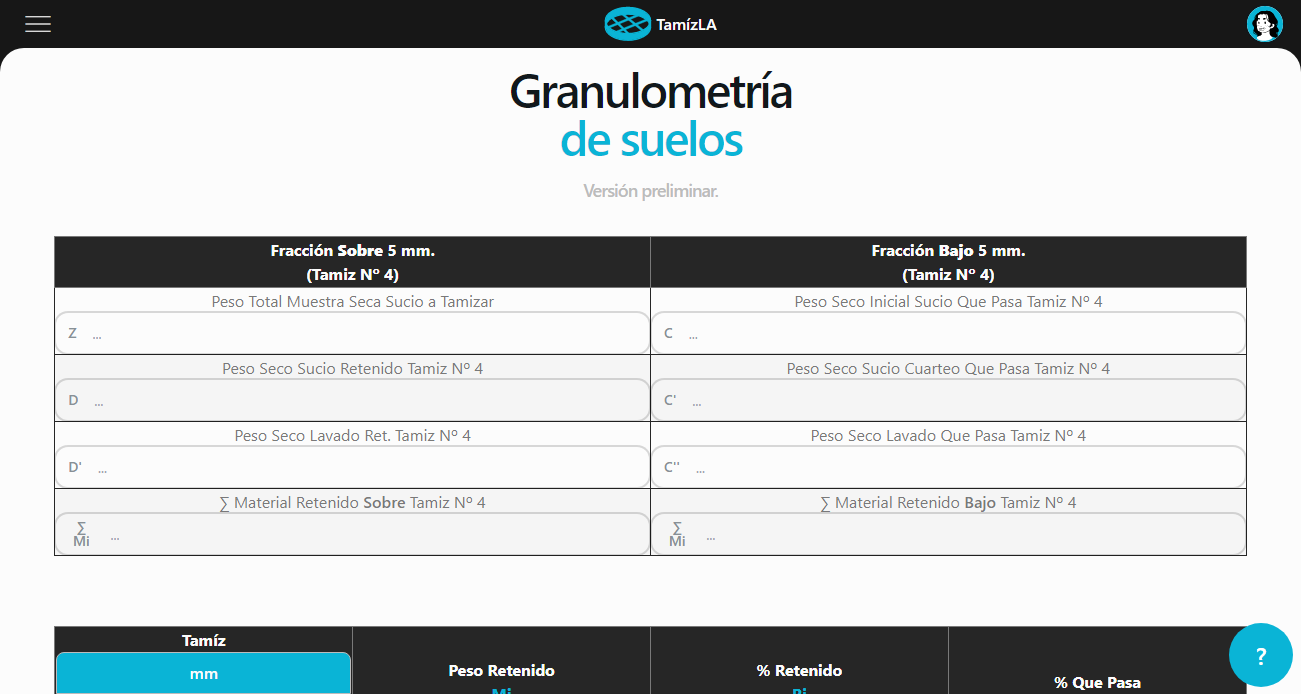 TamízLA
Granulometría
de suelos
Versión preliminar.
Fracción Sobre 5 mm.
(Tamiz Nº 4)
Fracción Bajo 5 mm.
(Tamiz Nº 4)
Peso Total Muestra Seca Sucio a Tamizar
Z ...
Peso Seco Inicial Sucio Que Pasa Tamiz Nº 4
C ...
Peso Seco Sucio Retenido Tamiz Nº 4
D ...
Peso Seco Sucio Cuarteo Que Pasa Tamiz Nº 4
C' ...
Peso Seco Lavado Ret. Tamiz Nº 4
D' ...
Peso Seco Lavado Que Pasa Tamiz Nº 4
C'' ...
∑ Material Retenido Sobre Tamiz Nº 4
∑
Mi ...
∑ Material Retenido Bajo Tamiz Nº 4
∑
Mi ...
Tamíz
mm
Peso Retenido
Mi
% Retenido
Pi
% Que Pasa
?